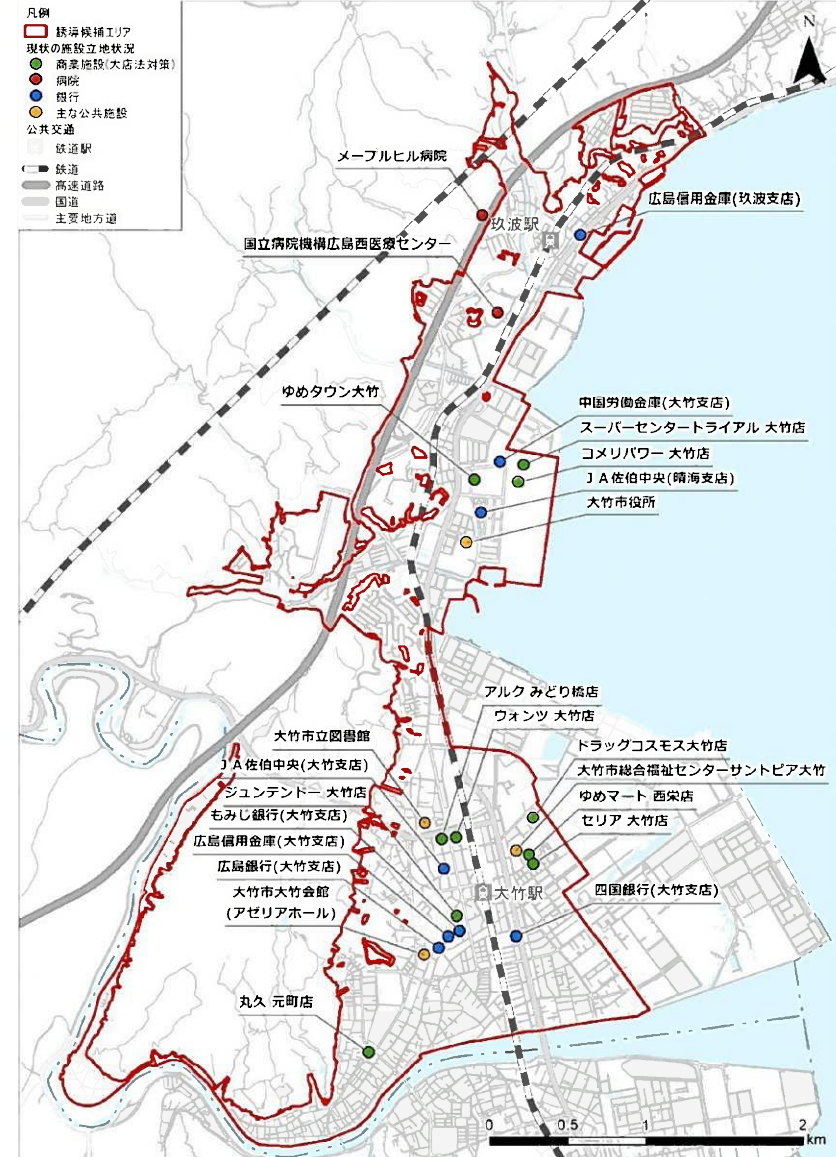 凡例
誘導候補エリア
現状の施設立地状況
商業施設(大店法対策)
病院
銀行
主な公共施設
公共交通
鉄道駅
鉄道
高速道路
国道
主要地方道
N
メープルヒル病院
広島信用金庫(玖波支店)
玖波駅
国立病院機構広島西医療センター
ゆめタウン大竹
中国労働金庫(大竹支店)
スーパーセンタートライアル 大竹店
コメリパワー 大竹店
ＪＡ佐伯中央(晴海支店)
大竹市役所
アルク みどり橋店
ウォンツ 大竹店
大竹市立図書館
ドラッグコスモス大竹店
ＪＡ佐伯中央(大竹支店)
大竹市総合福祉センターサントピア大竹
ジュンテンドー 大竹店
ゆめマート 西栄店
もみじ銀行(大竹支店)
セリア 大竹店
広島信用金庫(大竹支店)
広島銀行(大竹支店)
大竹市大竹会館
(アゼリアホール)
大竹駅
四国銀行(大竹支店)
丸久 元町店
0 0.5 1 2
km